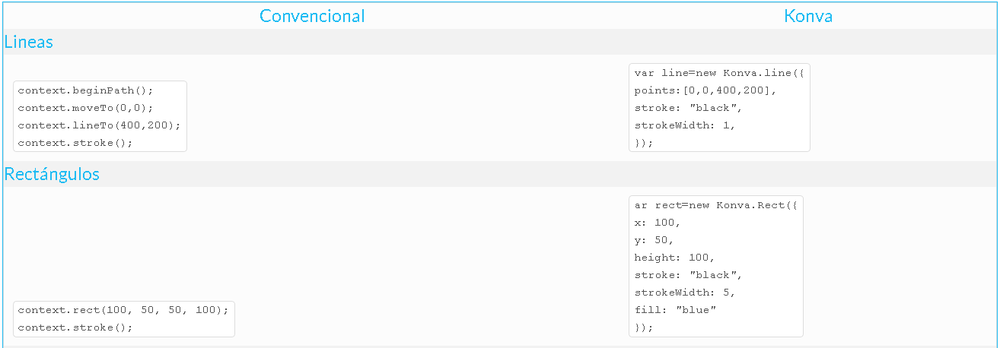 Convencional
Konva
Lineas
context.beginPath();
context.moveTo(0,0);
context.lineTo(400,200);
context.stroke();
var line=new Konva.line({
points:[0,0,400,200],
stroke: "black",
strokeWidth: 1,
});
Rectángulos
context.rect(100, 50, 50, 100);
context.stroke();
ar rect=new Konva.Rect({
x: 100,
y: 50,
height: 100,
stroke: "black",
strokeWidth: 5,
fill: "blue"
});